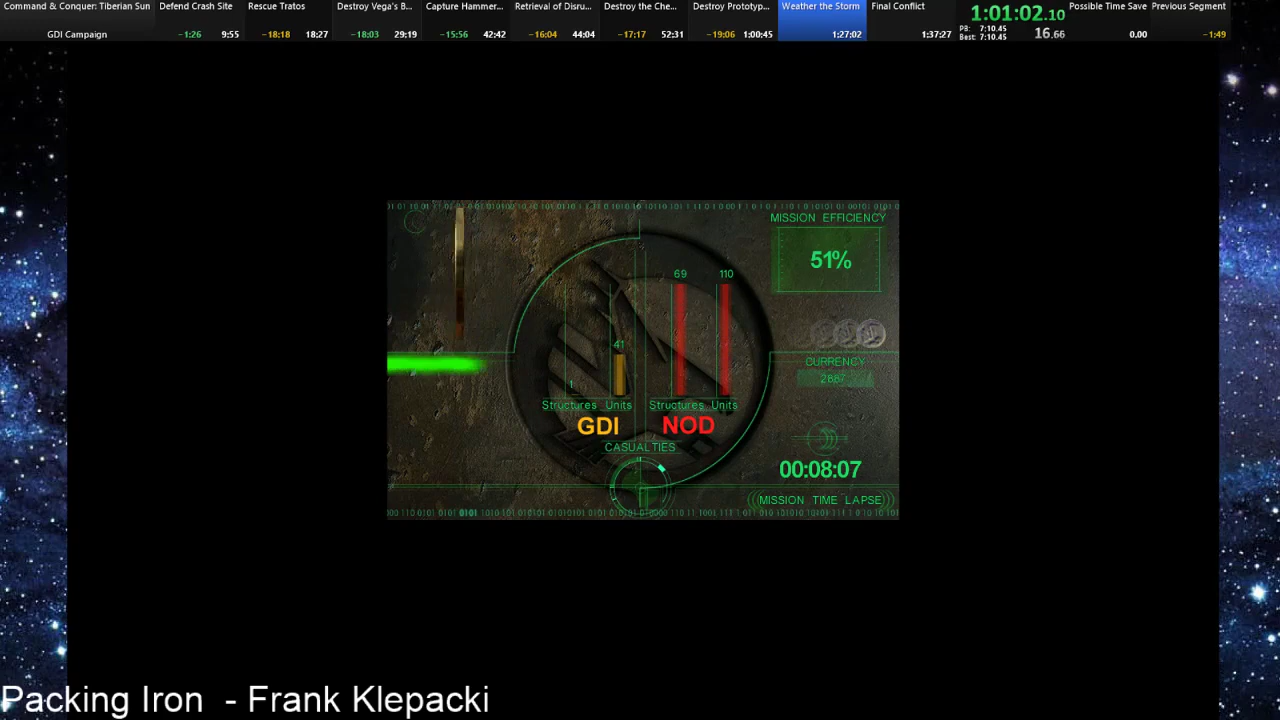 Command & Conquer: Tiberian Sun
GDI Campaign
Defend Crash Site
−1:26 9:55
Rescue Tratos
−18:18 18:27
Destroy Vega's B...
−18:03 29:19
Capture Hammer...
−15:56 42:42
Retrieval of Disru...
−16:04 44:04
Destroy the Che...
−17:17 52:31
Destroy Prototyp...
−19:06 1:00:45
Weather the Storm
1:27:02
Final Conflict
1:37:27
1:01:02.10
PB: 7:10.45
Best: 7:10.45
16.66
Possible Time Save
0.00
Previous Segment
−1:49
MISSION EFFICIENCY
51%
69 110
41
1
Structures Units Structures Units
GDI NOD
CASUALTIES
CURRENCY
2887
00:08:07
MISSION TIME LAPSE
Packing Iron - Frank Klepacki